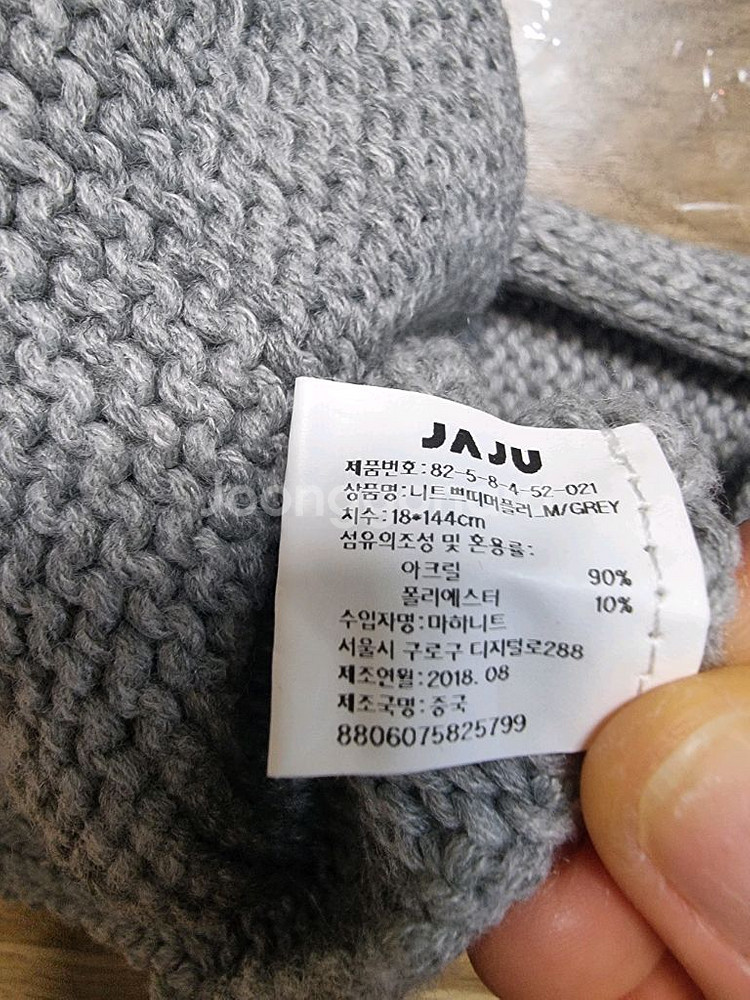 JAJU
제품번호:82-5-8-4-52-021
상품명:니트쁘띠머플러_M/GREY
치수:18*144cm
섬유의조성 및 혼용률:
아크릴 90%
폴리에스터 10%
수입자명:마하니트
서울시 구로구 디지털로288
제조연월:2018. 08
제조국명:중국
8806075825799